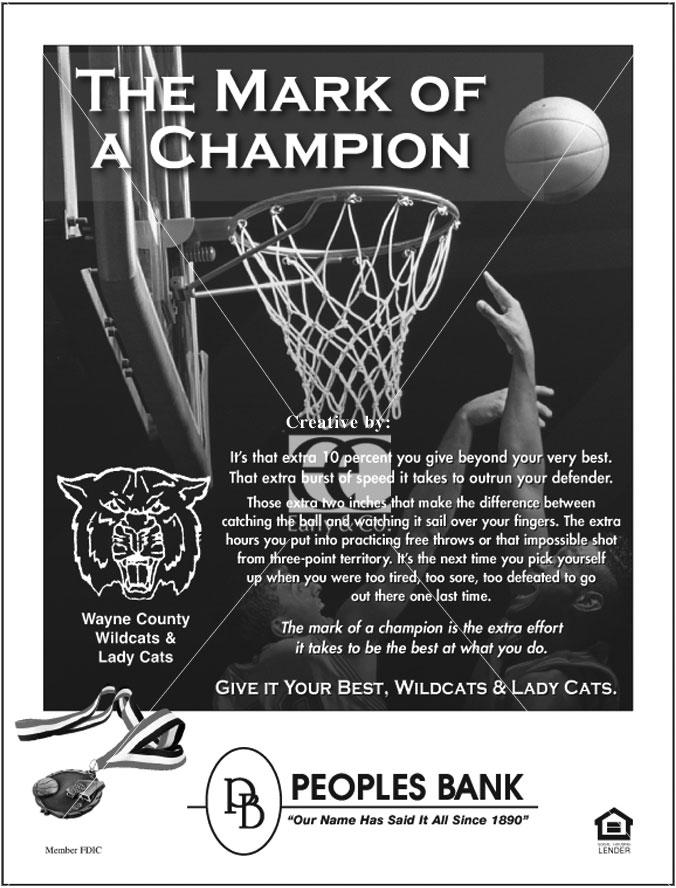 THE MARK OF
A CHAMPION
Creative by:
It's that extra 10 percent you give beyond your very best.
That extra burst of speed it takes to outrun your defender.
Those extra two inches that make the difference between
catching the ball and watching it sail over your fingers. The extra
hours you put into practicing free throws or that impossible shot
from three-point territory. It's the next time you pick yourself
up when you were too tired, too sore, too defeated to go
out there one last time.
The mark of a champion is the extra effort
it takes to be the best at what you do.
GIVE IT YOUR BEST, WILDCATS & LADY CATS.
Wayne County
Wildcats &
Lady Cats
PB
PEOPLES BANK
"Our Name Has Said It All Since 1890"
Member FDIC
EQUAL HOUSING
LENDER